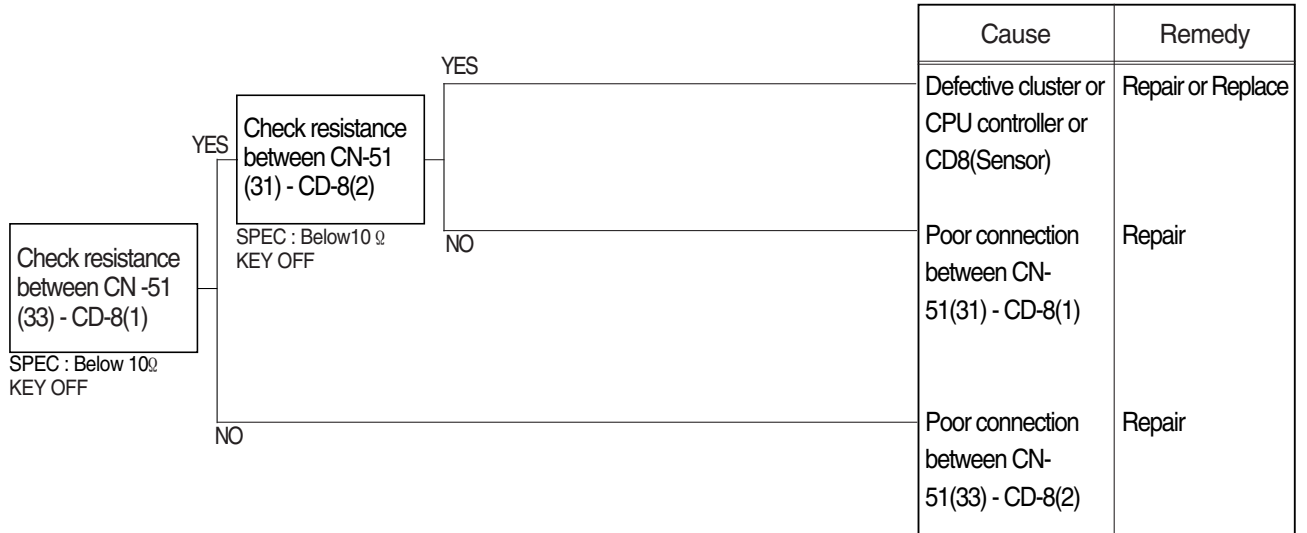 Cause Remedy
YES
Defective cluster or Repair or Replace
CPU controller or
CD8(Sensor)
YES
Check resistance
between CN-51
(31) - CD-8(2)
SPEC : Below10 Ω
KEY OFF
NO
Poor connection Repair
between CN-
51(31) - CD-8(1)
Check resistance
between CN -51
(33) - CD-8(1)
SPEC : Below 10Ω
KEY OFF
NO
Poor connection Repair
between CN-
51(33) - CD-8(2)